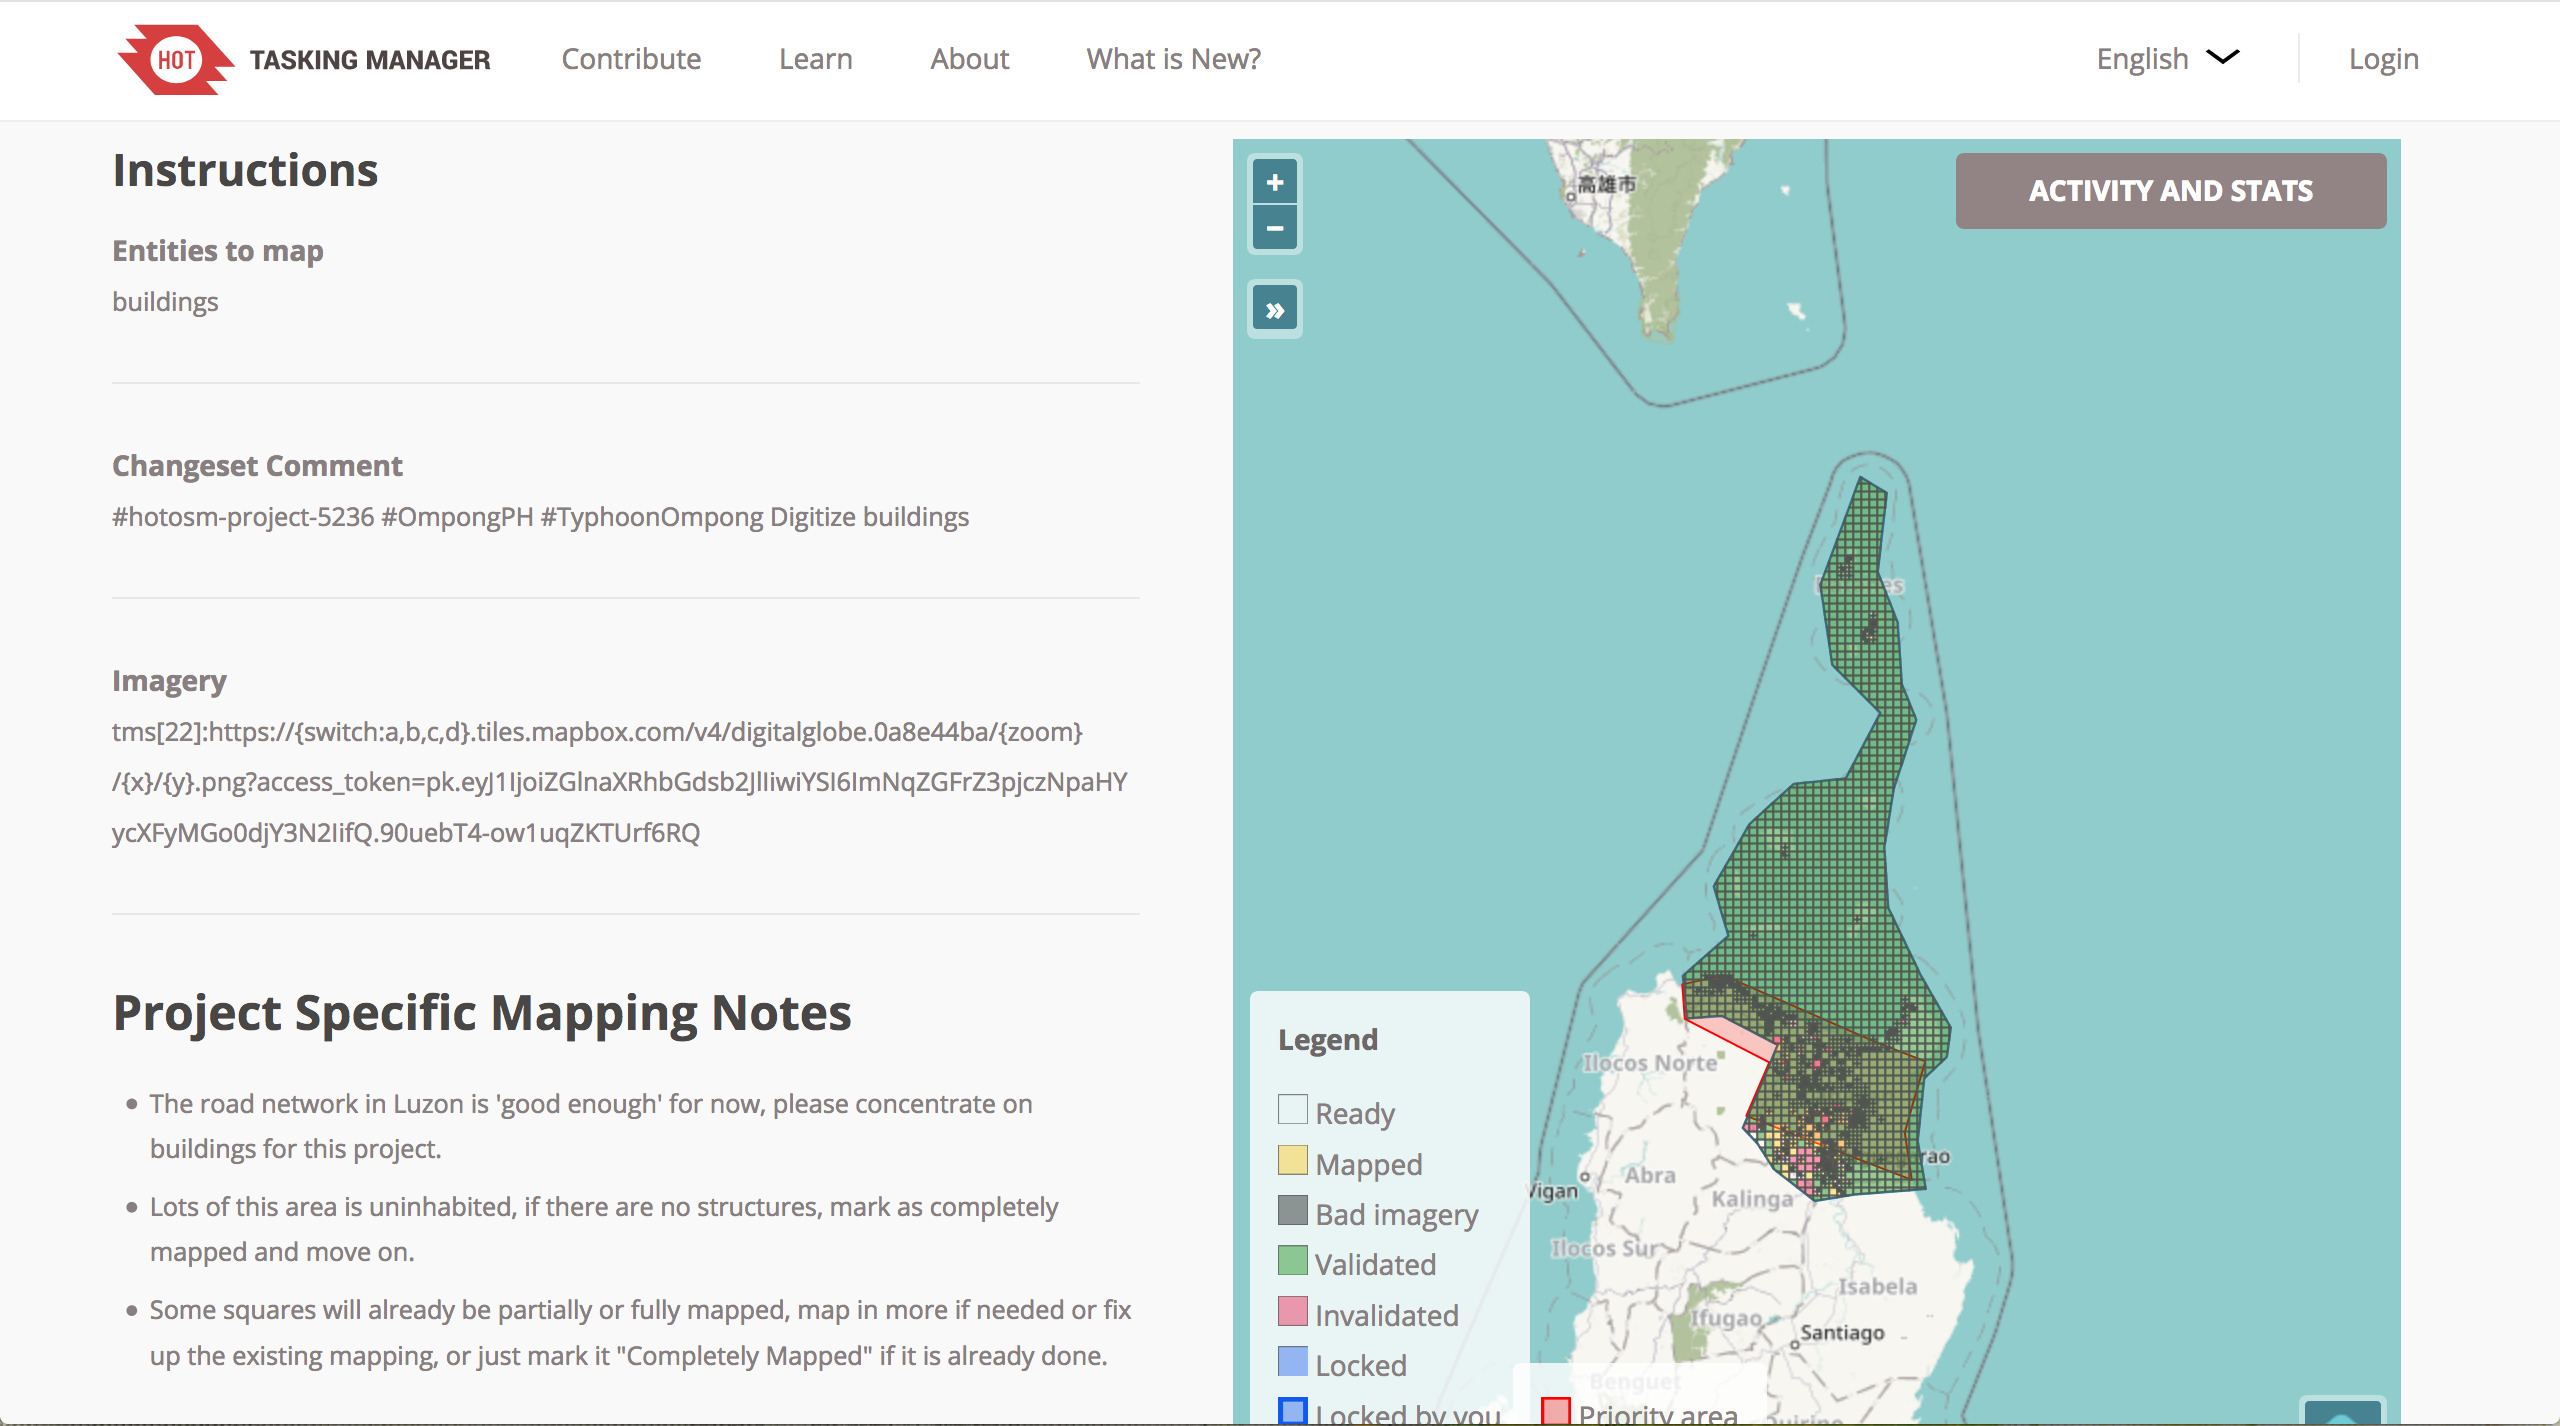 HOT TASKING MANAGER Contribute Learn About What is New? English Login
Instructions
Entities to map
buildings
Changeset Comment
#hotosm-project-5236 #OmpongPH #TyphoonOmpong Digitize buildings
Imagery
tms[22]:https://{switch:a,b,c,d}.tiles.mapbox.com/v4/digitalglobe.0a8e44ba/{zoom}
/{x}/{y}.png?access_token=pk.eyJ1IjoiZGlnaXRhbGdsb2JlIiwiYSI6ImNqZGFrZ3pjczNpaHY
ycXFyMGo0djY3N2IifQ.90uebT4-ow1uqZKTUrf6RQ
Project Specific Mapping Notes
• The road network in Luzon is 'good enough' for now, please concentrate on
buildings for this project.
• Lots of this area is uninhabited, if there are no structures, mark as completely
mapped and move on.
• Some squares will already be partially or fully mapped, map in more if needed or fix
up the existing mapping, or just mark it "Completely Mapped" if it is already done.
+
−
»
ACTIVITY AND STATS
高雄市
Ilocos Norte
Abra
Vigan
Kalinga
Ilocos Sur
Isabela
Ifugao
Santiago
Benguet
Quirino
Legend
Ready
Mapped
Bad imagery
Validated
Invalidated
Locked
Locked by you
Priority area